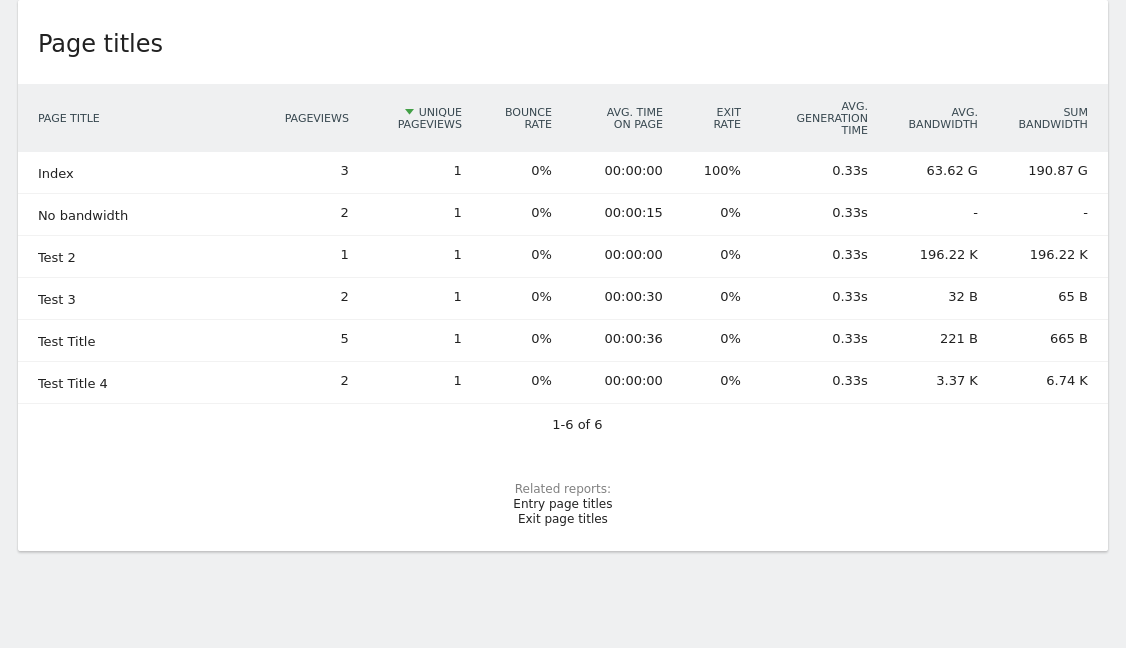 Page titles
PAGE TITLE PAGEVIEWS UNIQUE PAGEVIEWS BOUNCE RATE AVG. TIME ON PAGE EXIT RATE AVG. GENERATION TIME AVG. BANDWIDTH SUM BANDWIDTH
Index 3 1 0% 00:00:00 100% 0.33s 63.62 G 190.87 G
No bandwidth 2 1 0% 00:00:15 0% 0.33s - -
Test 2 1 1 0% 00:00:00 0% 0.33s 196.22 K 196.22 K
Test 3 2 1 0% 00:00:30 0% 0.33s 32 B 65 B
Test Title 5 1 0% 00:00:36 0% 0.33s 221 B 665 B
Test Title 4 2 1 0% 00:00:00 0% 0.33s 3.37 K 6.74 K
1-6 of 6
Related reports:
Entry page titles
Exit page titles